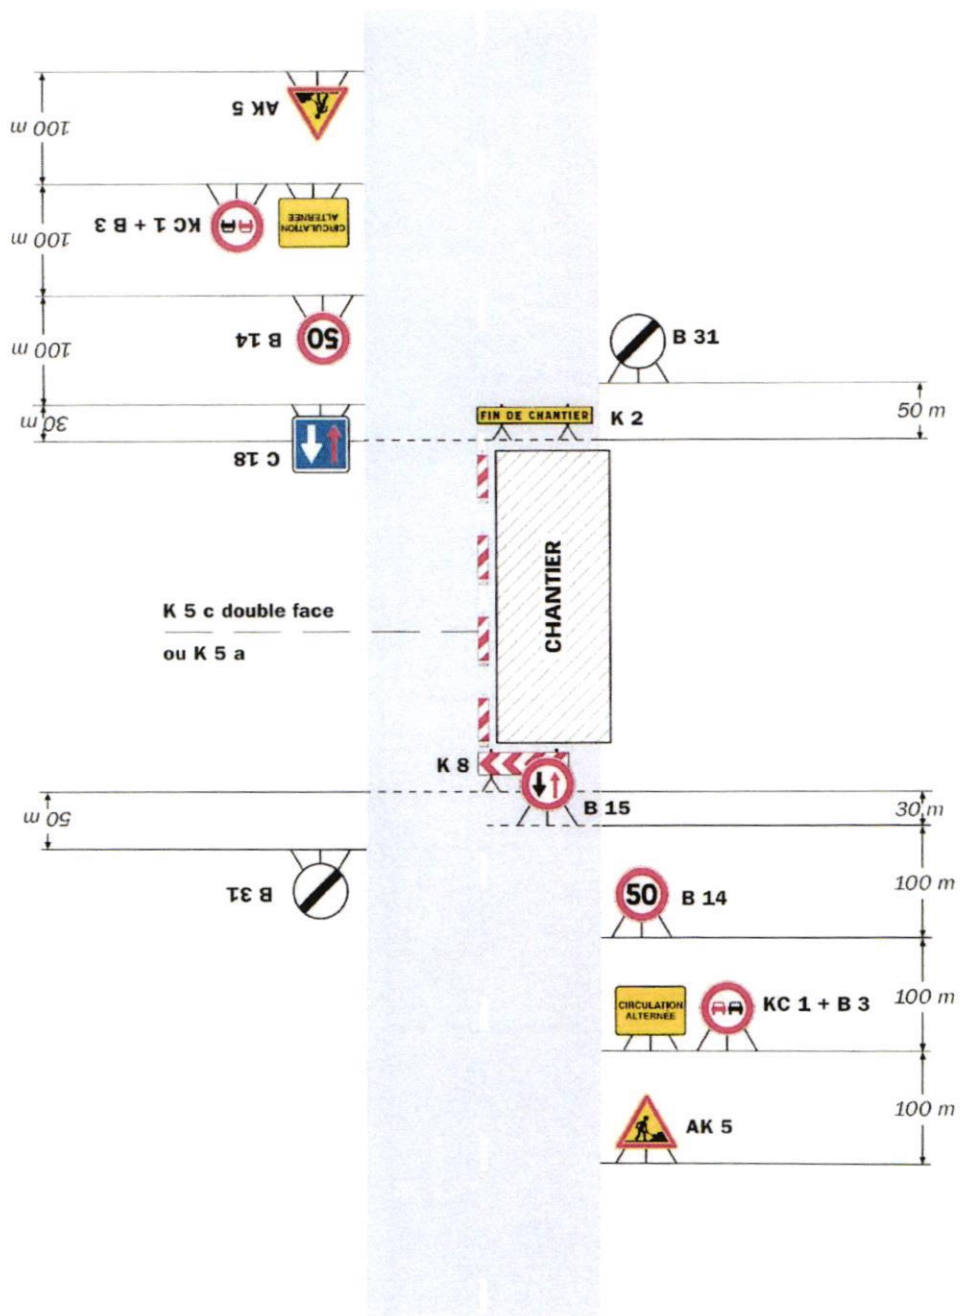 AK 5
100 m
KC 1 + B 3
CIRCULATION
ALTERNÉE
100 m
B 14
50
100 m
C 18
30 m
B 31
50 m
FIN DE CHANTIER
K 2
CHANTIER
K 5 c double face
ou K 5 a
K 8
B 15
30 m
50 m
B 31
50
B 14
100 m
CIRCULATION
ALTERNÉE
KC 1 + B 3
100 m
AK 5
100 m